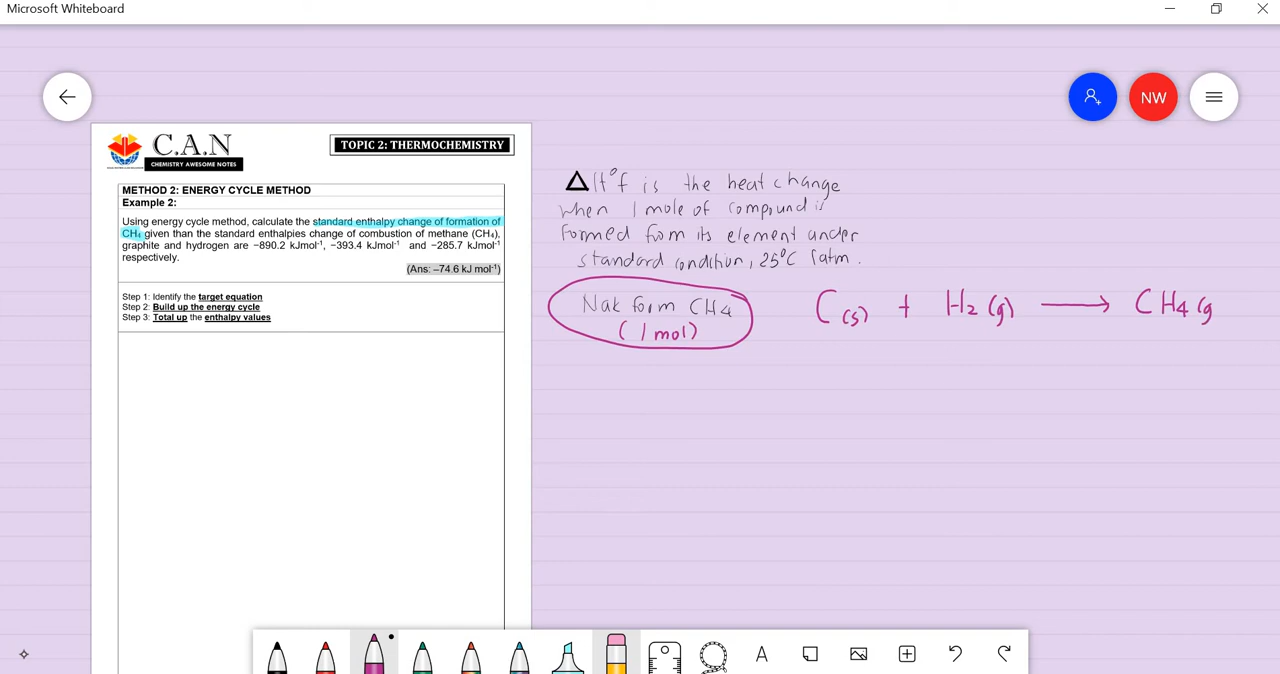 Microsoft Whiteboard
NW
C.A.N
CHEMISTRY AWESOME NOTES
TOPIC 2: THERMOCHEMISTRY
METHOD 2: ENERGY CYCLE METHOD
Example 2:
Using energy cycle method, calculate the standard enthalpy change of formation of
CH₄ given than the standard enthalpies change of combustion of methane (CH₄),
graphite and hydrogen are −890.2 kJmol⁻¹, −393.4 kJmol⁻¹ and −285.7 kJmol⁻¹
respectively.
(Ans: –74.6 kJ mol⁻¹)
Step 1: Identify the target equation
Step 2: Build up the energy cycle
Step 3: Total up the enthalpy values
ΔH°f is the heat change
when 1 mole of compound is
formed from its element under
standard condition, 25°C 1atm.
Nak form CH4
(1 mol)
C(s) + H2(g) → CH4(g
A